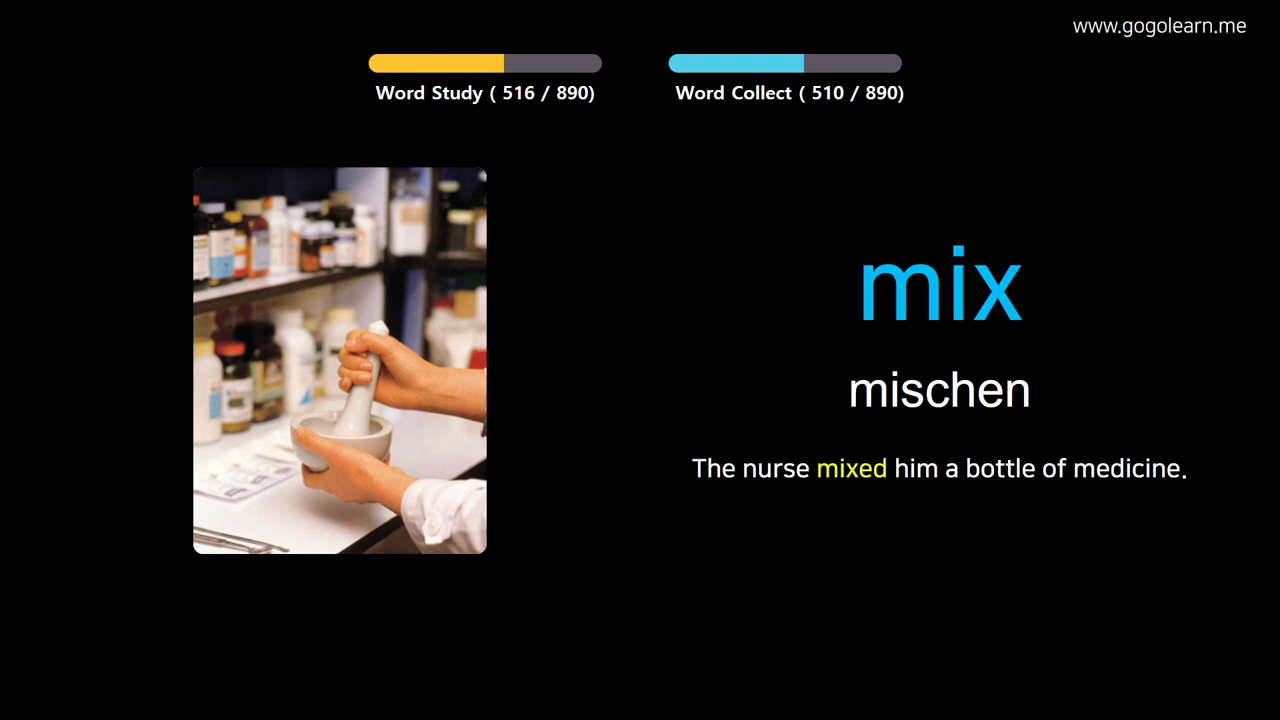 www.gogolearn.me
Word Study ( 516 / 890)
Word Collect ( 510 / 890)
mix
mischen
The nurse mixed him a bottle of medicine.